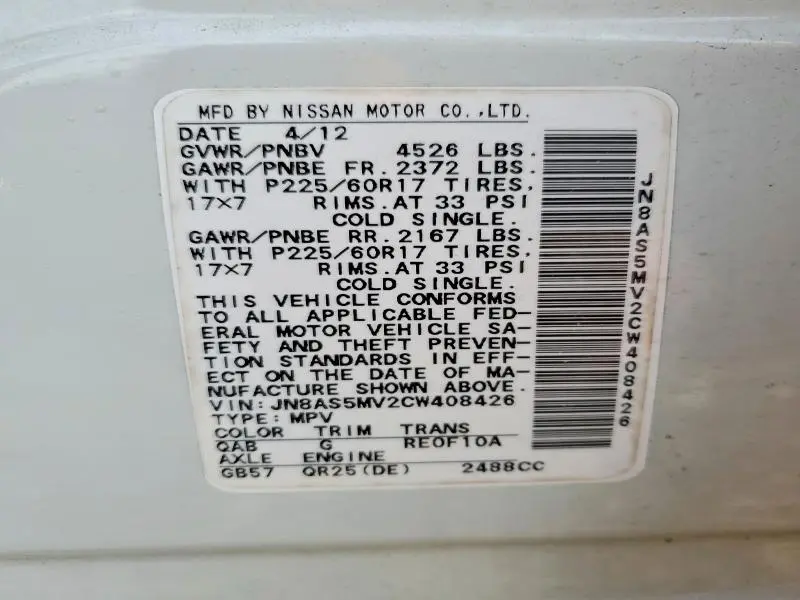 MFD BY NISSAN MOTOR CO.,LTD.
DATE 4/12
GVWR/PNBV 4526 LBS.
GAWR/PNBE FR. 2372 LBS.
WITH P225/60R17 TIRES,
17×7 RIMS.AT 33 PSI
COLD SINGLE.
GAWR/PNBE RR. 2167 LBS.
WITH P225/60R17 TIRES,
17×7 RIMS.AT 33 PSI
COLD SINGLE.
THIS VEHICLE CONFORMS
TO ALL APPLICABLE FED-
ERAL MOTOR VEHICLE SA-
FETY AND THEFT PREVEN-
TION STANDARDS IN EFF-
ECT ON THE DATE OF MA-
NUFACTURE SHOWN ABOVE.
VIN: JN8AS5MV2CW408426
TYPE: MPV
COLOR TRIM TRANS
QAB G RE0F10A
AXLE ENGINE
GB57 QR25(DE) 2488CC
JN8AS5MV2CW408426